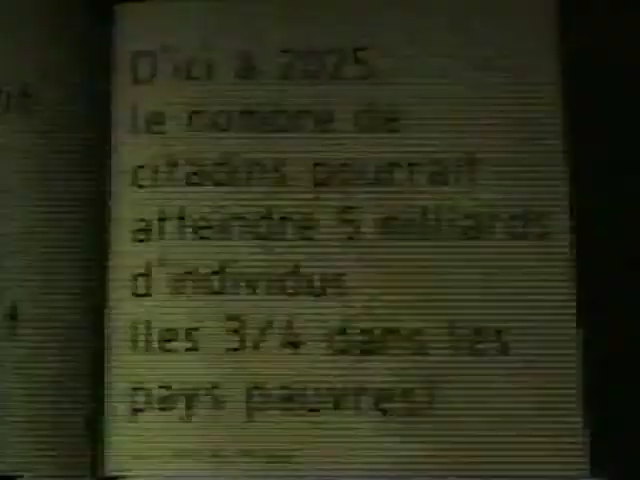 D'ici à 2025
le nombre de
citadins pourrait
atteindre 5 milliards
d'individus
(les 3/4 dans les
pays pauvres)